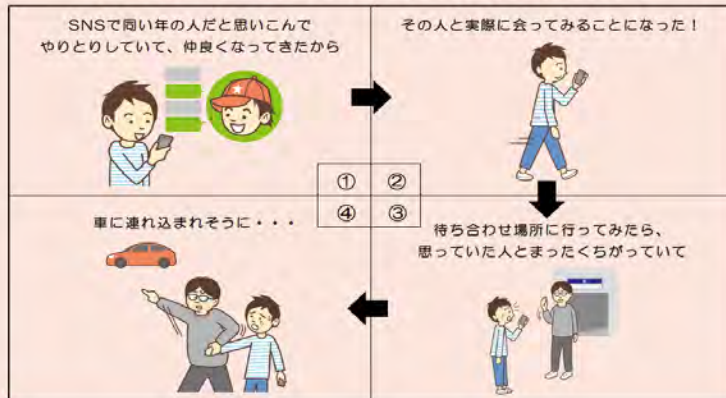 SNSで同い年の人だと思いこんで
やりとりしていて、仲良くなってきたから
その人と実際に会ってみることになった!
① ②
④ ③
待ち合わせ場所に行ってみたら、
思っていた人とまったくちがっていて
車に連れ込まれそうに・・・